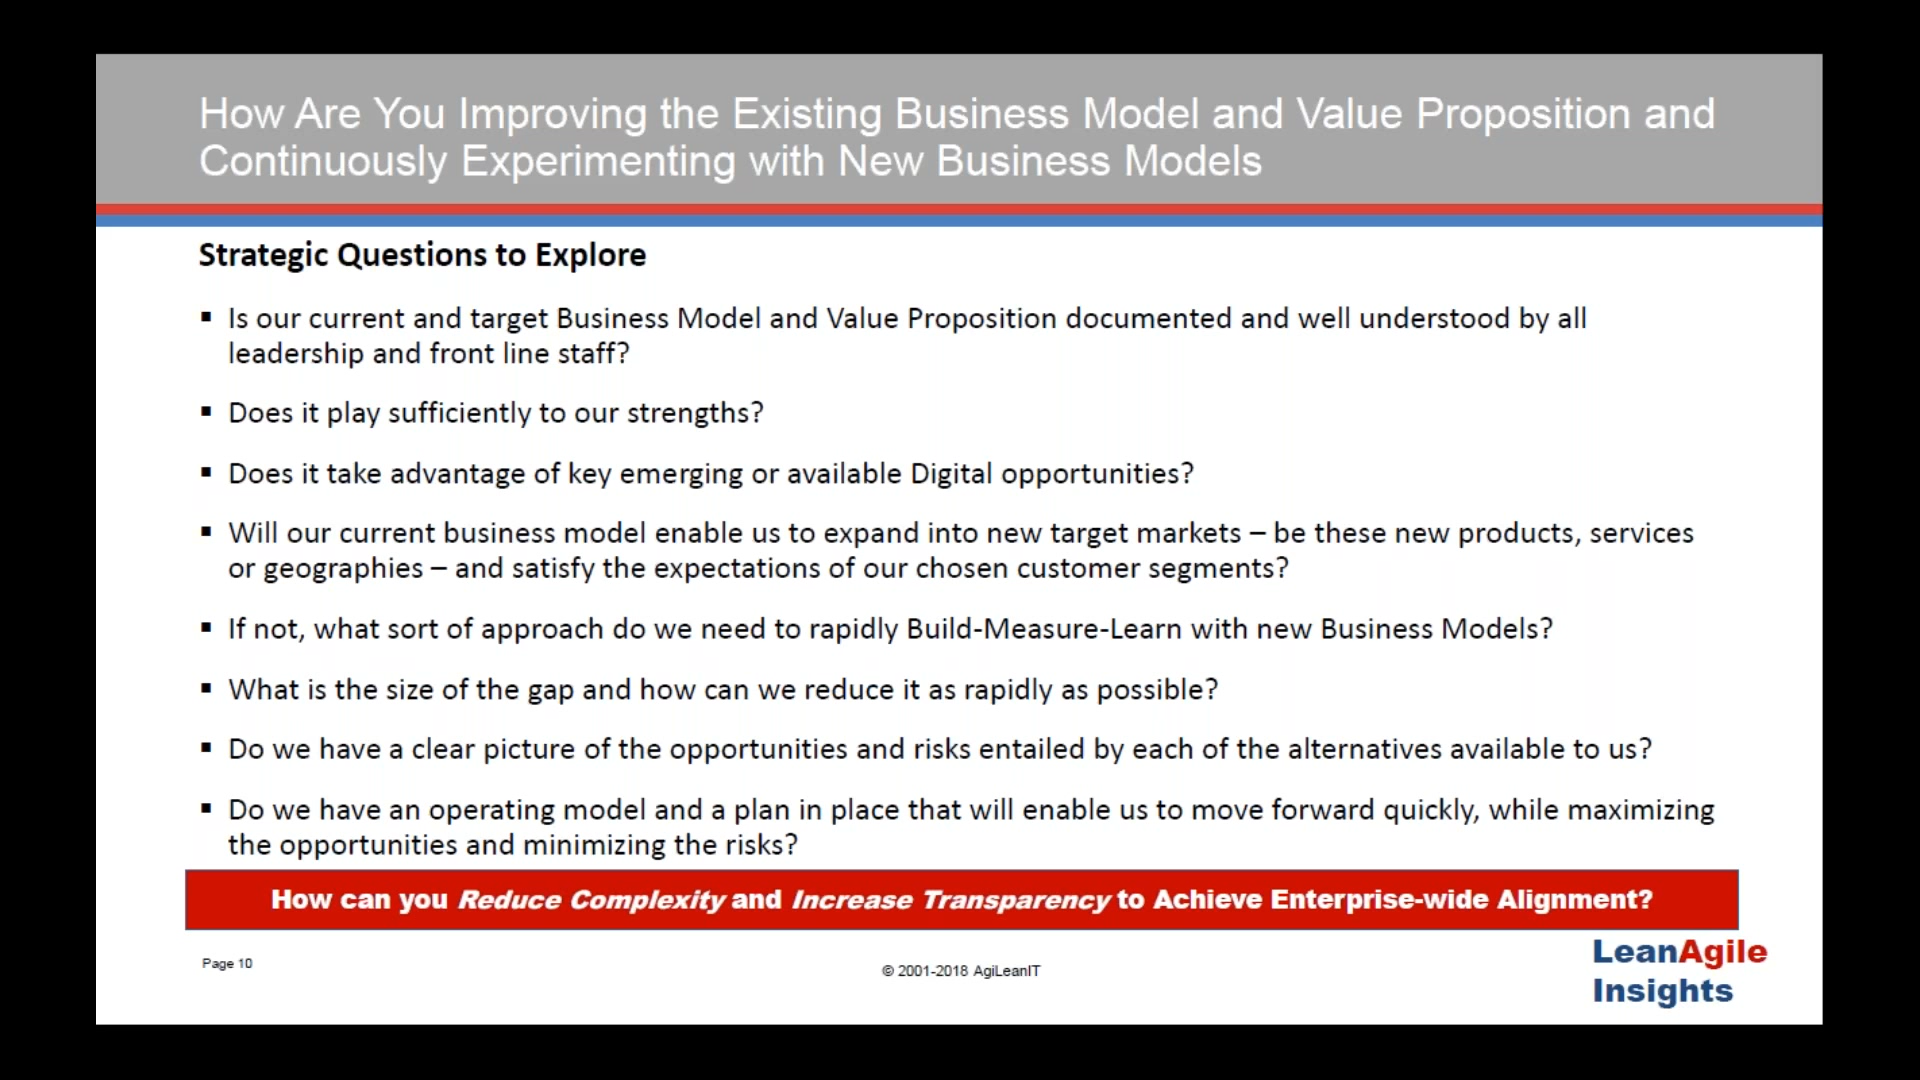 How Are You Improving the Existing Business Model and Value Proposition and
Continuously Experimenting with New Business Models
Strategic Questions to Explore
▪ Is our current and target Business Model and Value Proposition documented and well understood by all
leadership and front line staff?
▪ Does it play sufficiently to our strengths?
▪ Does it take advantage of key emerging or available Digital opportunities?
▪ Will our current business model enable us to expand into new target markets – be these new products, services
or geographies – and satisfy the expectations of our chosen customer segments?
▪ If not, what sort of approach do we need to rapidly Build-Measure-Learn with new Business Models?
▪ What is the size of the gap and how can we reduce it as rapidly as possible?
▪ Do we have a clear picture of the opportunities and risks entailed by each of the alternatives available to us?
▪ Do we have an operating model and a plan in place that will enable us to move forward quickly, while maximizing
the opportunities and minimizing the risks?
How can you Reduce Complexity and Increase Transparency to Achieve Enterprise-wide Alignment?
Page 10
© 2001-2018 AgiLeanIT
LeanAgile
Insights